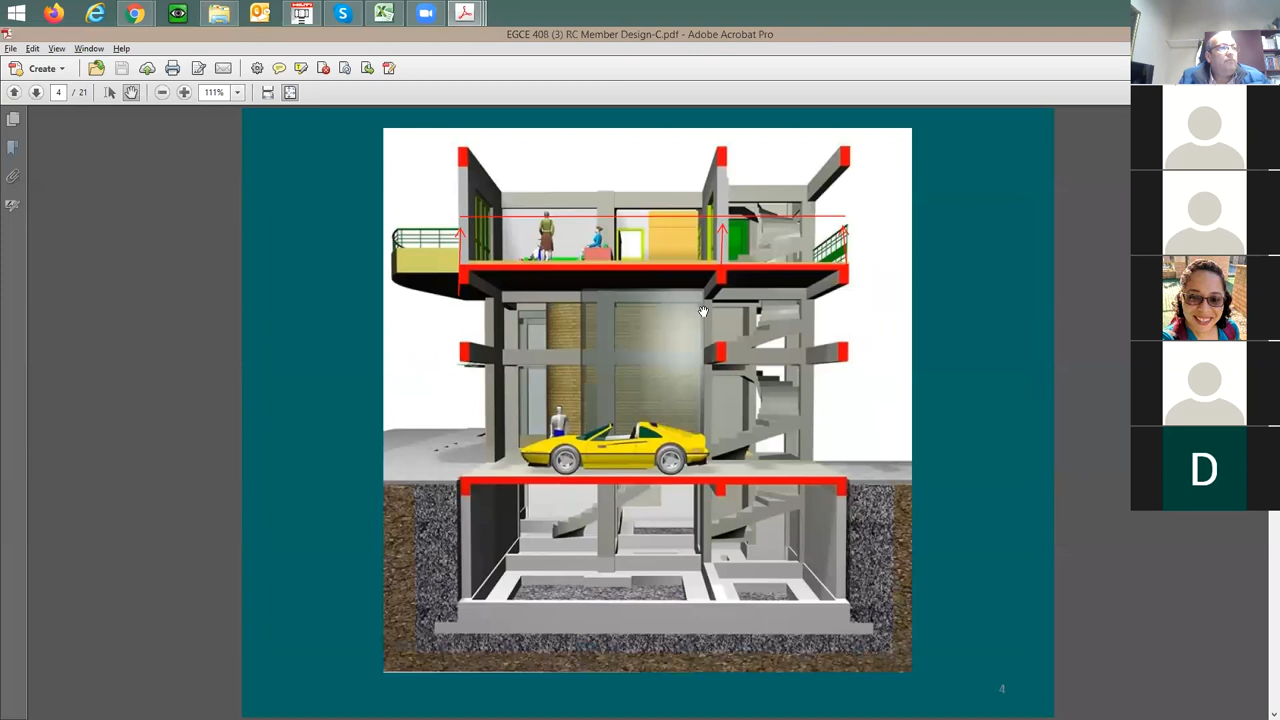 EGCE 408 (3) RC Member Design-C.pdf - Adobe Acrobat Pro
File Edit View Window Help
Create
4 / 21 111%
4
D